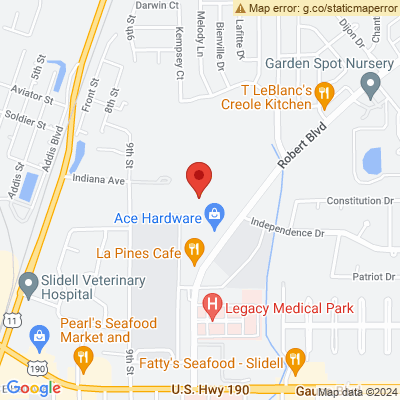 Map error: g.co/staticmaperror
Darwin Ct
Melody Ln
Lafitte Dr
Bienville Dr
Dijon Dr
Chant
Kempsey Ct
9th St
5th St
Aviator St
Front St
8th St
Garden Spot Nursery
T LeBlanc's
Creole Kitchen
Soldier St
Addis Blvd
Robert Blvd
9th St
Addis St
Indiana Ave
Ace Hardware
Constitution Dr
Independence Dr
La Pines Cafe
Patriot Dr
Slidell Veterinary
Hospital
Legacy Medical Park
11
Pearl's Seafood
Market and
190
9th St
Fatty's Seafood - Slidell
U.S. Hwy 190
190
Google
Map data ©2024